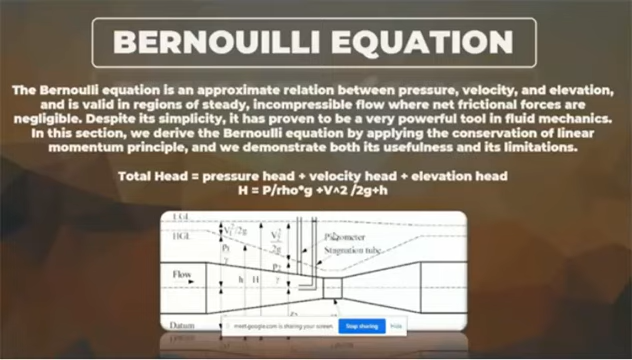 BERNOUILLI EQUATION
The Bernoulli equation is an approximate relation between pressure, velocity, and elevation,
and is valid in regions of steady, incompressible flow where net frictional forces are
negligible. Despite its simplicity, it has proven to be a very powerful tool in fluid mechanics.
In this section, we derive the Bernoulli equation by applying the conservation of linear
momentum principle, and we demonstrate both its usefulness and its limitations.
Total Head = pressure head + velocity head + elevation head
H = P/rho*g +V^2 /2g+h
HGL
Stagnation tube
Flow
h H
Datum
meet.google.com is sharing your screen. Stop sharing Hide